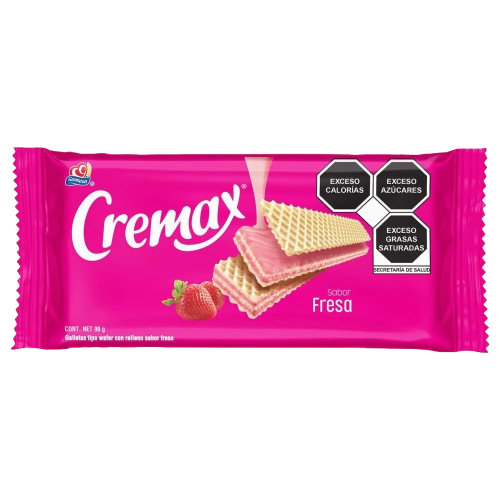 Gamesa
Cremax®
EXCESO
CALORÍAS
EXCESO
AZÚCARES
EXCESO
GRASAS
SATURADAS
SECRETARÍA DE SALUD
Sabor
Fresa
CONT. NET 90 g
Galletas tipo wafer con relleno sabor fresa